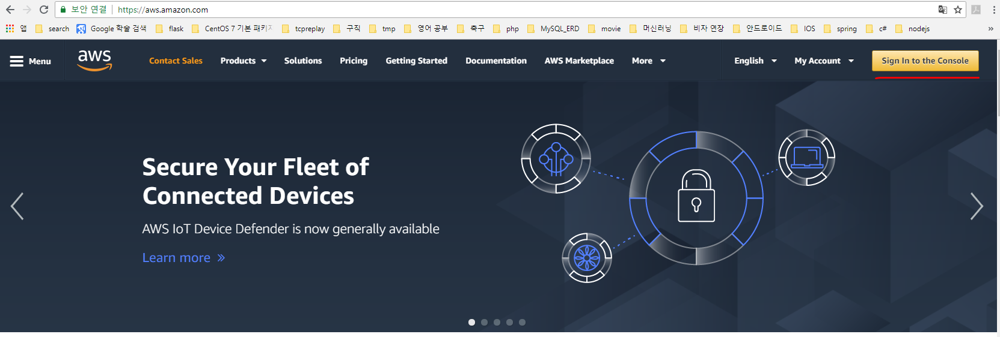 보안 연결 https://aws.amazon.com
앱 search Google 학술 검색 flask CentOS 7 기본 패키지 tcpreplay 구직 tmp 영어 공부 축구 php MySQL_ERD movie 머신러닝 비자 연장 안드로이드 IOS spring c# nodejs »
Menu aws Contact Sales Products Solutions Pricing Getting Started Documentation AWS Marketplace More English My Account Sign In to the Console
Secure Your Fleet of
Connected Devices
AWS IoT Device Defender is now generally available
Learn more »